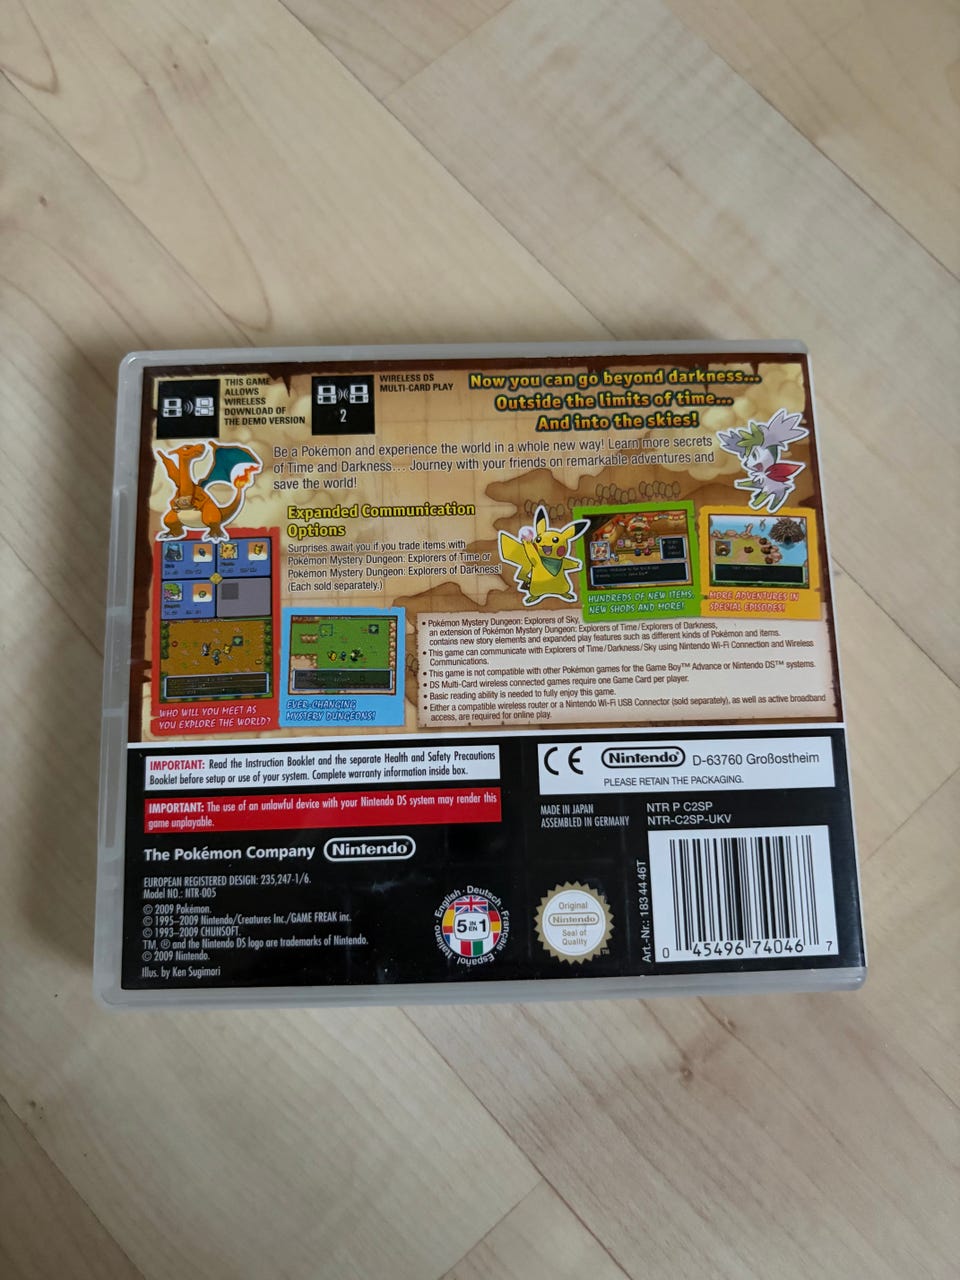 THIS GAME
ALLOWS
WIRELESS
DOWNLOAD OF
THE DEMO VERSION
2
WIRELESS DS
MULTI-CARD PLAY
Now you can go beyond darkness...
Outside the limits of time...
And into the skies!
Be a Pokémon and experience the world in a whole new way! Learn more secrets
of Time and Darkness... Journey with your friends on remarkable adventures and
save the world!
Expanded Communication
Options
Surprises await you if you trade items with
Pokémon Mystery Dungeon: Explorers of Time or
Pokémon Mystery Dungeon: Explorers of Darkness!
(Each sold separately.)
WHO WILL YOU MEET AS
YOU EXPLORE THE WORLD?
EVER-CHANGING
MYSTERY DUNGEONS!
HUNDREDS OF NEW ITEMS,
NEW SHOPS AND MORE!
MORE ADVENTURES IN
SPECIAL EPISODES!
• Pokémon Mystery Dungeon: Explorers of Sky,
an extension of Pokémon Mystery Dungeon: Explorers of Time/Explorers of Darkness,
contains new story elements and expanded play features such as different kinds of Pokémon and items.
• This game can communicate with Explorers of Time/Darkness/Sky using Nintendo Wi-Fi Connection and Wireless
Communications.
• This game is not compatible with other Pokémon games for the Game Boy™ Advance or Nintendo DS™ systems.
• DS Multi-Card wireless connected games require one Game Card per player.
• Basic reading ability is needed to fully enjoy this game.
• Either a compatible wireless router or a Nintendo Wi-Fi USB Connector (sold separately), as well as active broadband
access, are required for online play.
IMPORTANT: Read the Instruction Booklet and the separate Health and Safety Precautions
Booklet before setup or use of your system. Complete warranty information inside box.
IMPORTANT: The use of an unlawful device with your Nintendo DS system may render this
game unplayable.
The Pokémon Company Nintendo
EUROPEAN REGISTERED DESIGN: 235,247-1/6.
Model NO.: NTR-005
© 2009 Pokémon.
© 1995–2009 Nintendo/Creatures Inc./GAME FREAK inc.
© 1993–2009 CHUNSOFT.
TM, ® and the Nintendo DS logo are trademarks of Nintendo.
© 2009 Nintendo.
Illus. by Ken Sugimori
CE Nintendo D-63760 Großostheim
PLEASE RETAIN THE PACKAGING.
MADE IN JAPAN
ASSEMBLED IN GERMANY
NTR P C2SP
NTR-C2SP-UKV
English · Deutsch · Français · Español · Italiano
5 IN EN 1
Original
Nintendo
Seal of
Quality
TM
Art.-Nr.: 183 44 46T
0 45496 74046 7